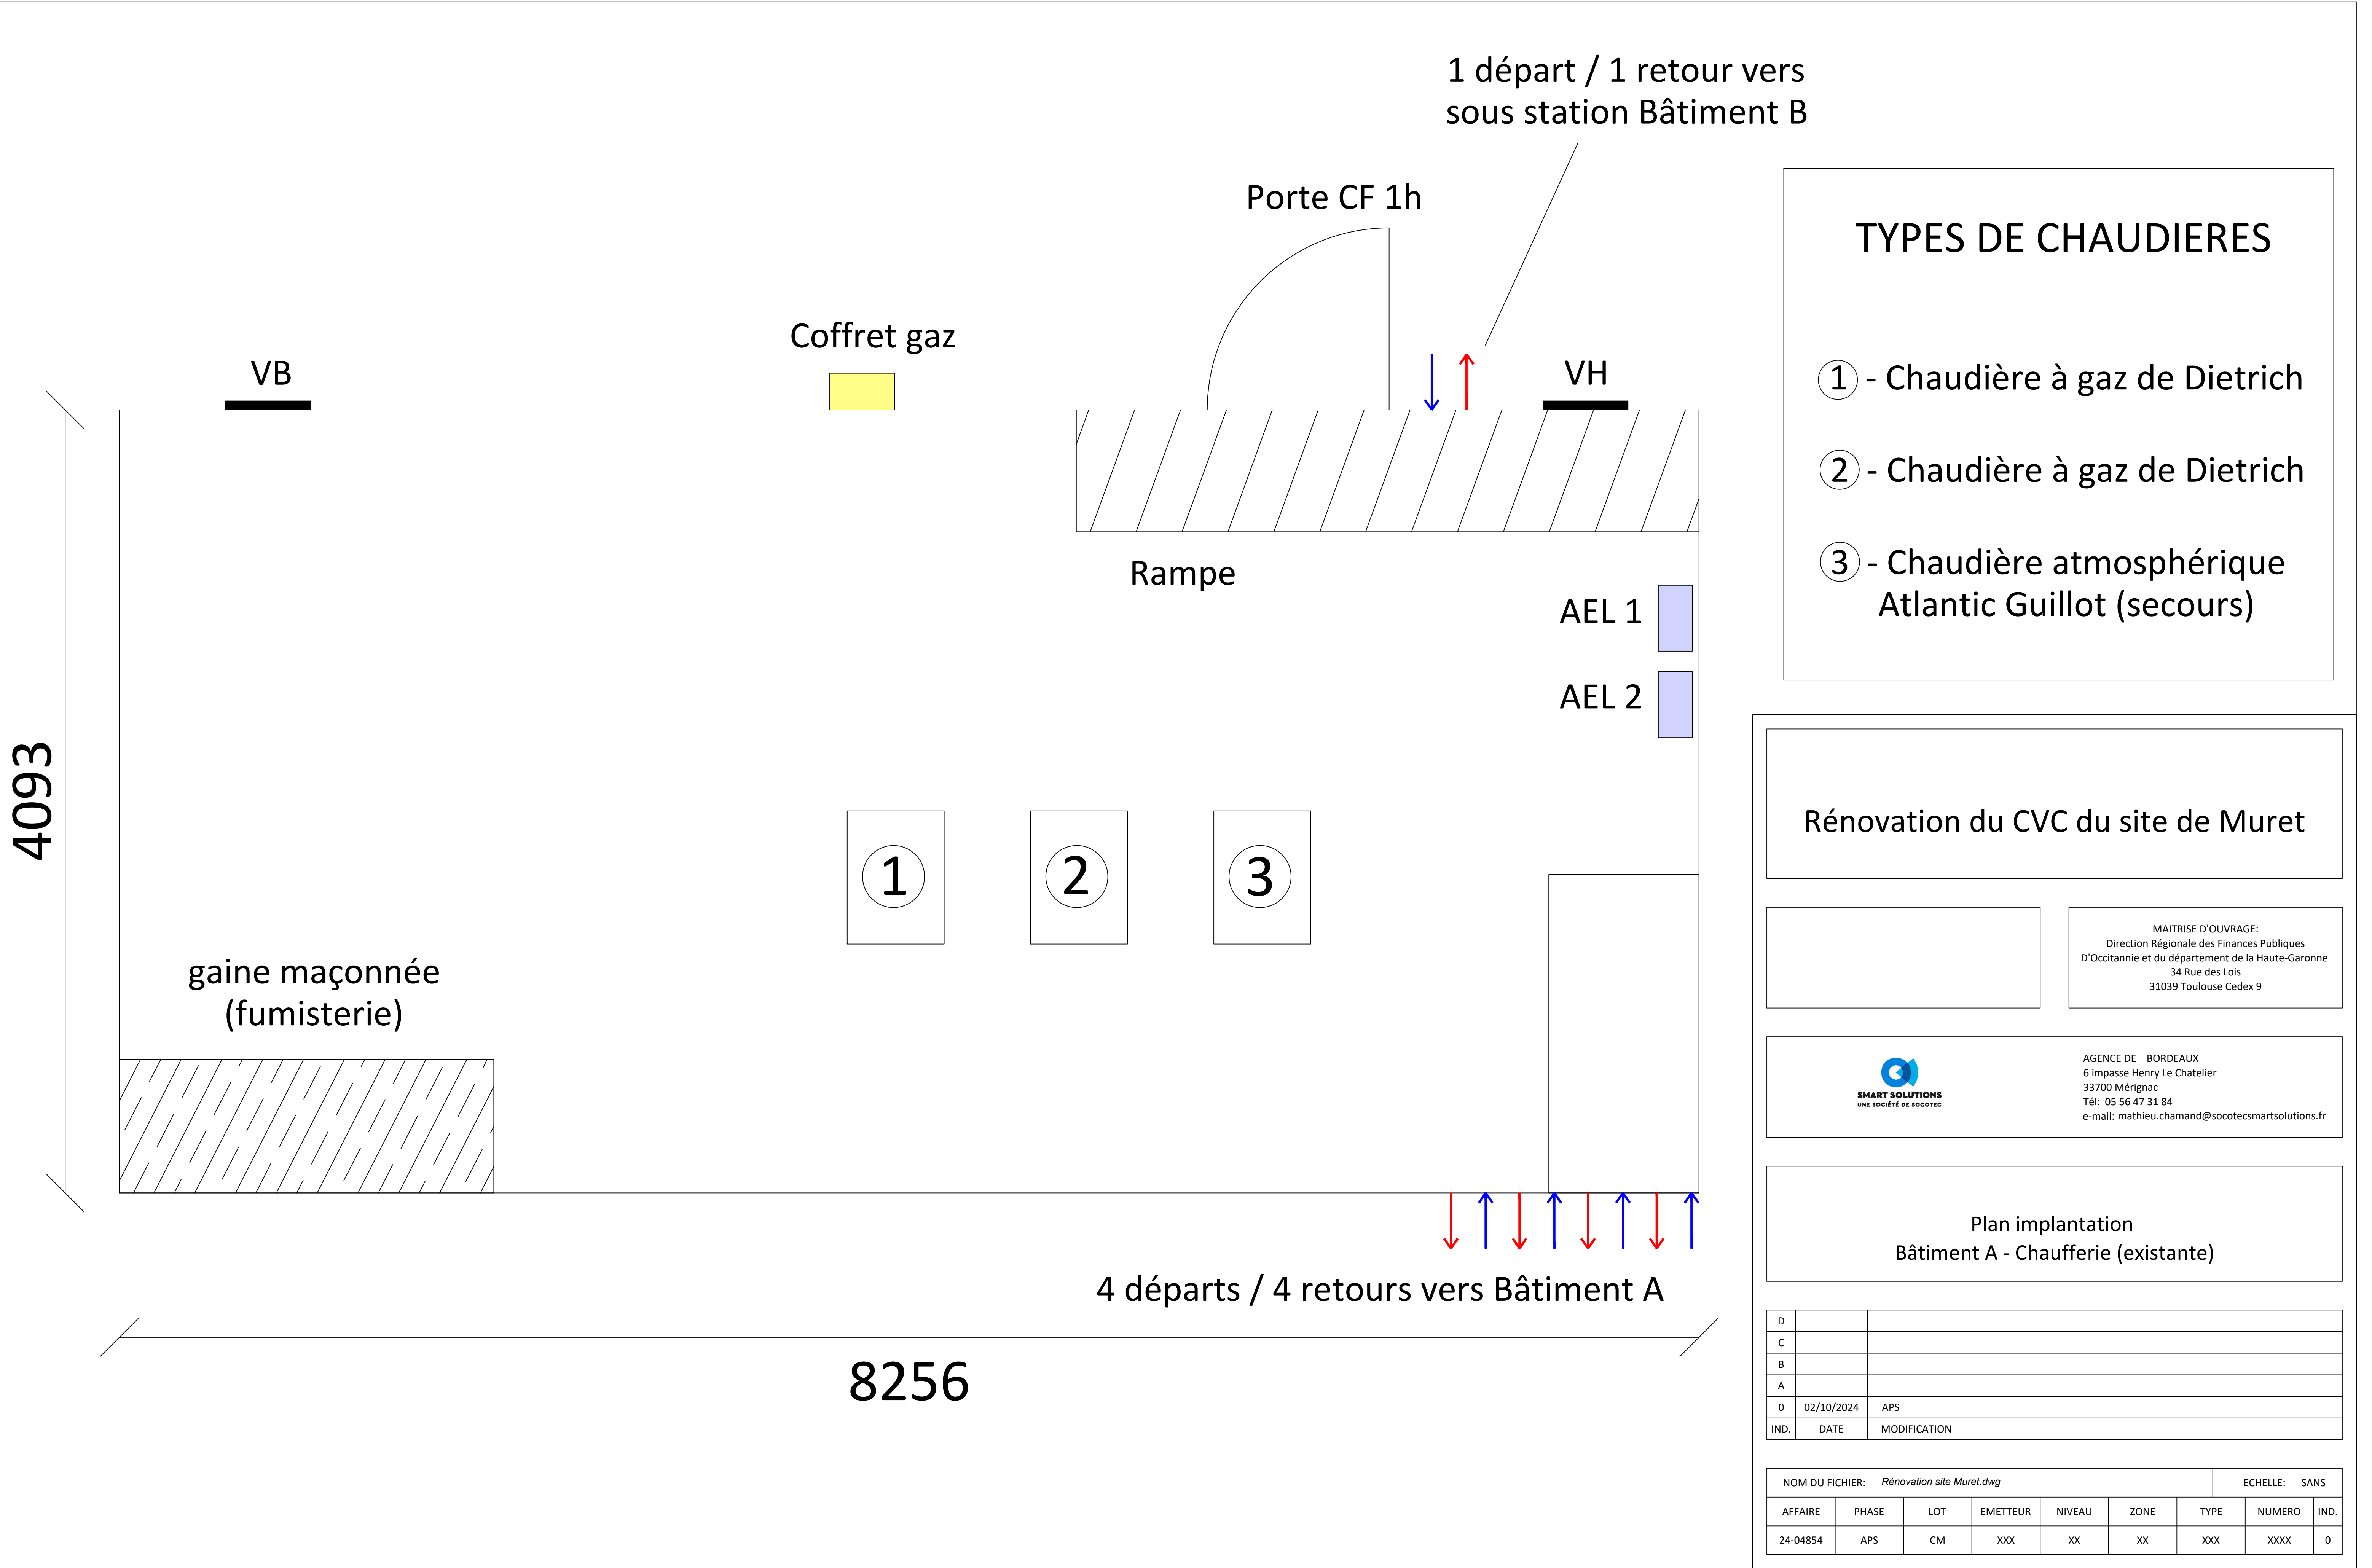 1 départ / 1 retour vers
sous station Bâtiment B
Porte CF 1h
Coffret gaz
VB
VH
Rampe
AEL 1
AEL 2
4093
1
2
3
gaine maçonnée
(fumisterie)
4 départs / 4 retours vers Bâtiment A
8256
TYPES DE CHAUDIERES
1 - Chaudière à gaz de Dietrich
2 - Chaudière à gaz de Dietrich
3 - Chaudière atmosphérique
Atlantic Guillot (secours)
Rénovation du CVC du site de Muret
MAITRISE D'OUVRAGE:
Direction Régionale des Finances Publiques
D'Occitannie et du département de la Haute-Garonne
34 Rue des Lois
31039 Toulouse Cedex 9
SMART SOLUTIONS
UNE SOCIÉTÉ DE SOCOTEC
AGENCE DE BORDEAUX
6 impasse Henry Le Chatelier
33700 Mérignac
Tél: 05 56 47 31 84
e-mail: mathieu.chamand@socotecsmartsolutions.fr
Plan implantation
Bâtiment A - Chaufferie (existante)
D
C
B
A
0 02/10/2024 APS
IND. DATE MODIFICATION
NOM DU FICHIER: Rénovation site Muret.dwg ECHELLE: SANS
AFFAIRE PHASE LOT EMETTEUR NIVEAU ZONE TYPE NUMERO IND.
24-04854 APS CM XXX XX XX XXX XXXX 0